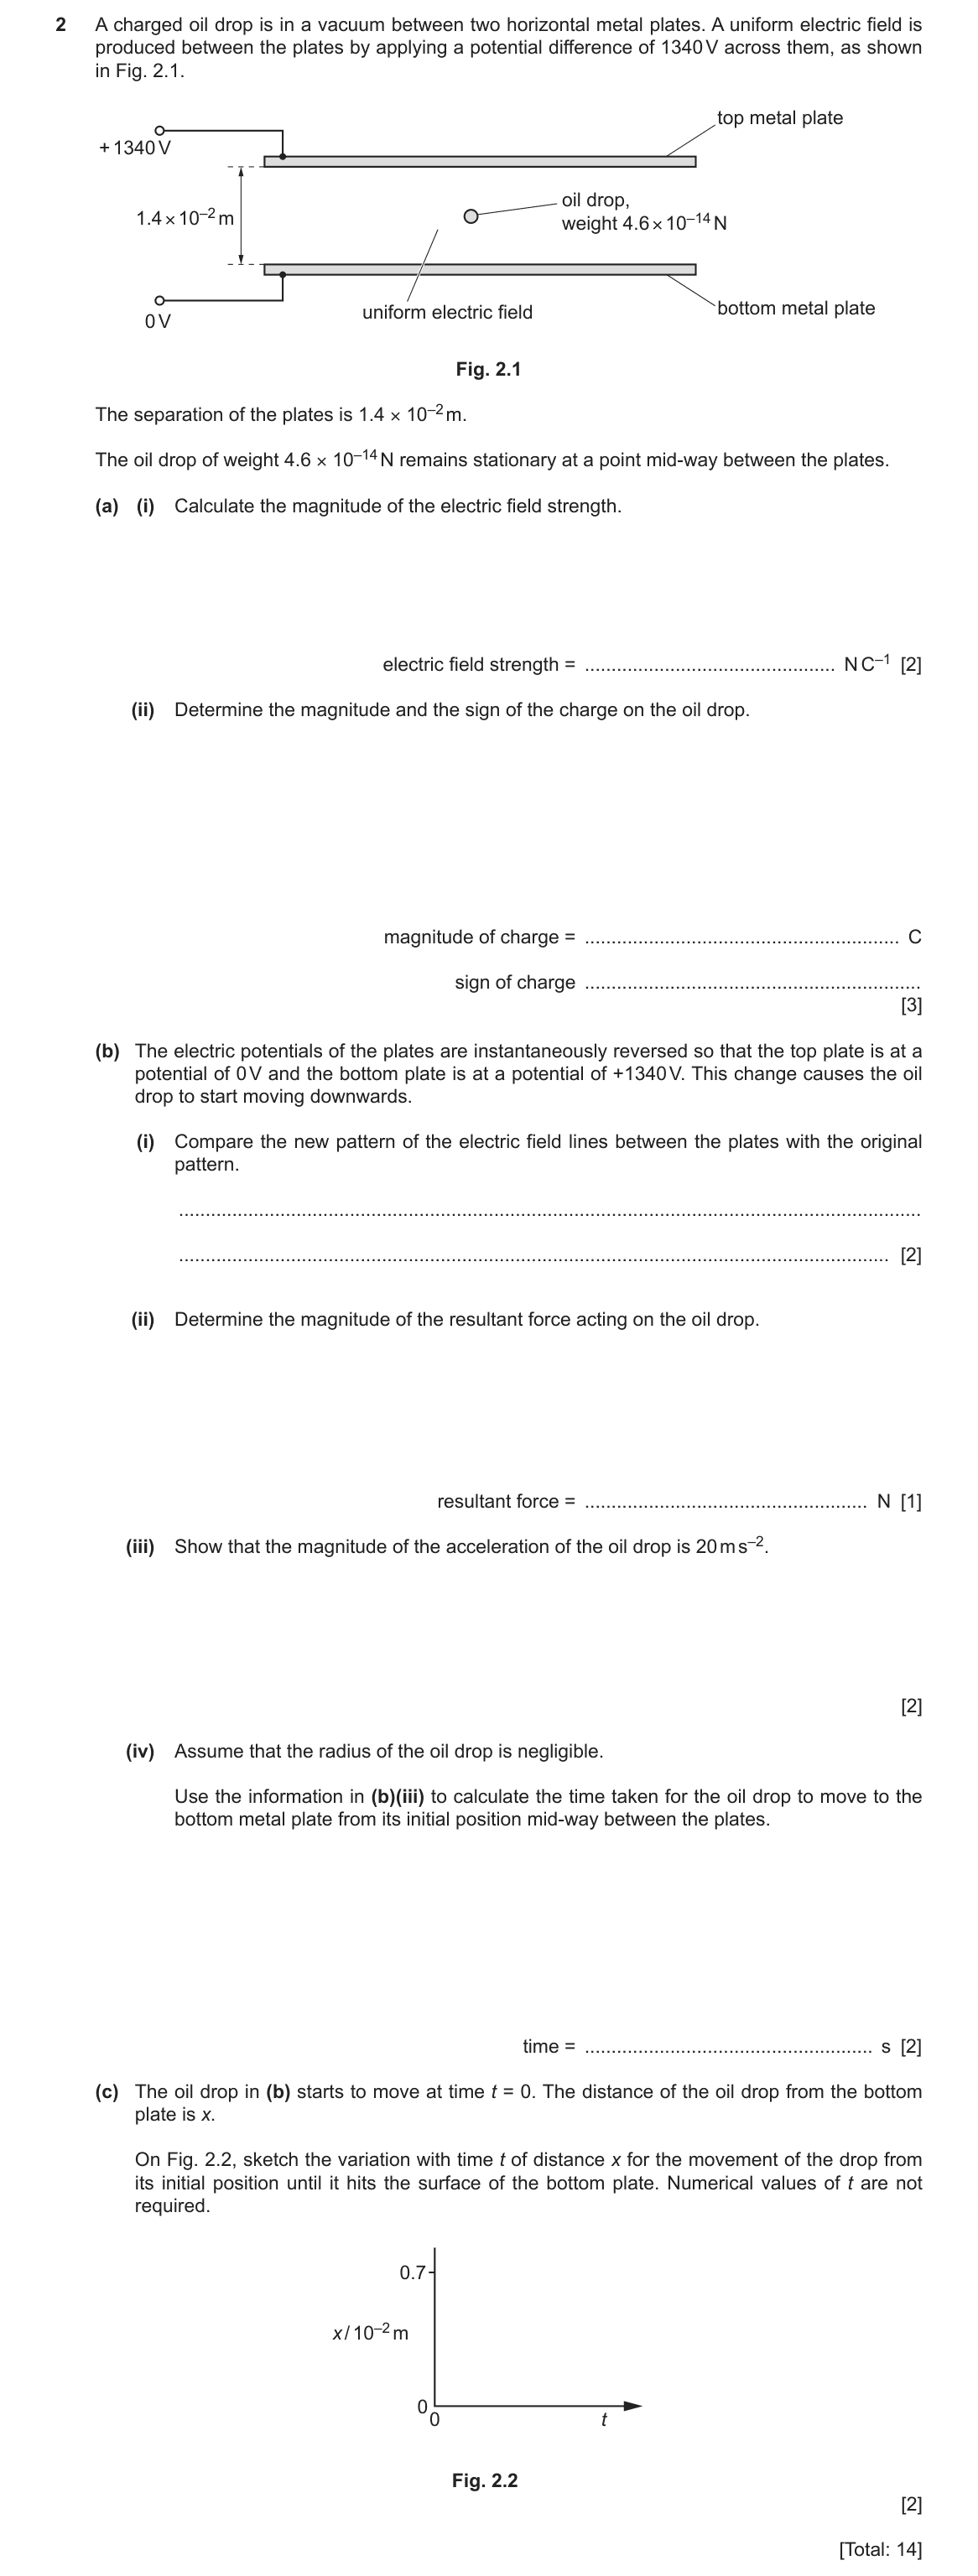 2 A charged oil drop is in a vacuum between two horizontal metal plates. A uniform electric field is
produced between the plates by applying a potential difference of 1340 V across them, as shown
in Fig. 2.1.
top metal plate
+1340 V
1.4 × 10⁻² m
oil drop,
weight 4.6 × 10⁻¹⁴ N
0 V
uniform electric field
bottom metal plate
Fig. 2.1
The separation of the plates is 1.4 × 10⁻² m.
The oil drop of weight 4.6 × 10⁻¹⁴ N remains stationary at a point mid-way between the plates.
(a) (i) Calculate the magnitude of the electric field strength.
electric field strength = ............................................... N C⁻¹ [2]
(ii) Determine the magnitude and the sign of the charge on the oil drop.
magnitude of charge = ........................................................... C
sign of charge ...............................................................
[3]
(b) The electric potentials of the plates are instantaneously reversed so that the top plate is at a
potential of 0 V and the bottom plate is at a potential of +1340 V. This change causes the oil
drop to start moving downwards.
(i) Compare the new pattern of the electric field lines between the plates with the original
pattern.
...........................................................................................................................................
..................................................................................................................................... [2]
(ii) Determine the magnitude of the resultant force acting on the oil drop.
resultant force = ..................................................... N [1]
(iii) Show that the magnitude of the acceleration of the oil drop is 20 m s⁻².
[2]
(iv) Assume that the radius of the oil drop is negligible.
Use the information in (b)(iii) to calculate the time taken for the oil drop to move to the
bottom metal plate from its initial position mid-way between the plates.
time = ...................................................... s [2]
(c) The oil drop in (b) starts to move at time t = 0. The distance of the oil drop from the bottom
plate is x.
On Fig. 2.2, sketch the variation with time t of distance x for the movement of the drop from
its initial position until it hits the surface of the bottom plate. Numerical values of t are not
required.
0.7
x / 10⁻² m
0
0
t
Fig. 2.2
[2]
[Total: 14]